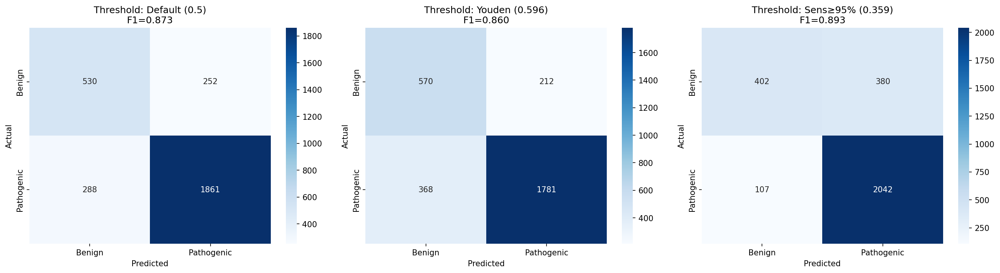 Threshold: Default (0.5)
F1=0.873
Actual
Benign
Pathogenic
530
252
288
1861
Benign
Pathogenic
Predicted
1800
1600
1400
1200
1000
800
600
400
Threshold: Youden (0.596)
F1=0.860
Actual
Benign
Pathogenic
570
212
368
1781
Benign
Pathogenic
Predicted
1600
1400
1200
1000
800
600
400
Threshold: Sens≥95% (0.359)
F1=0.893
Actual
Benign
Pathogenic
402
380
107
2042
Benign
Pathogenic
Predicted
2000
1750
1500
1250
1000
750
500
250